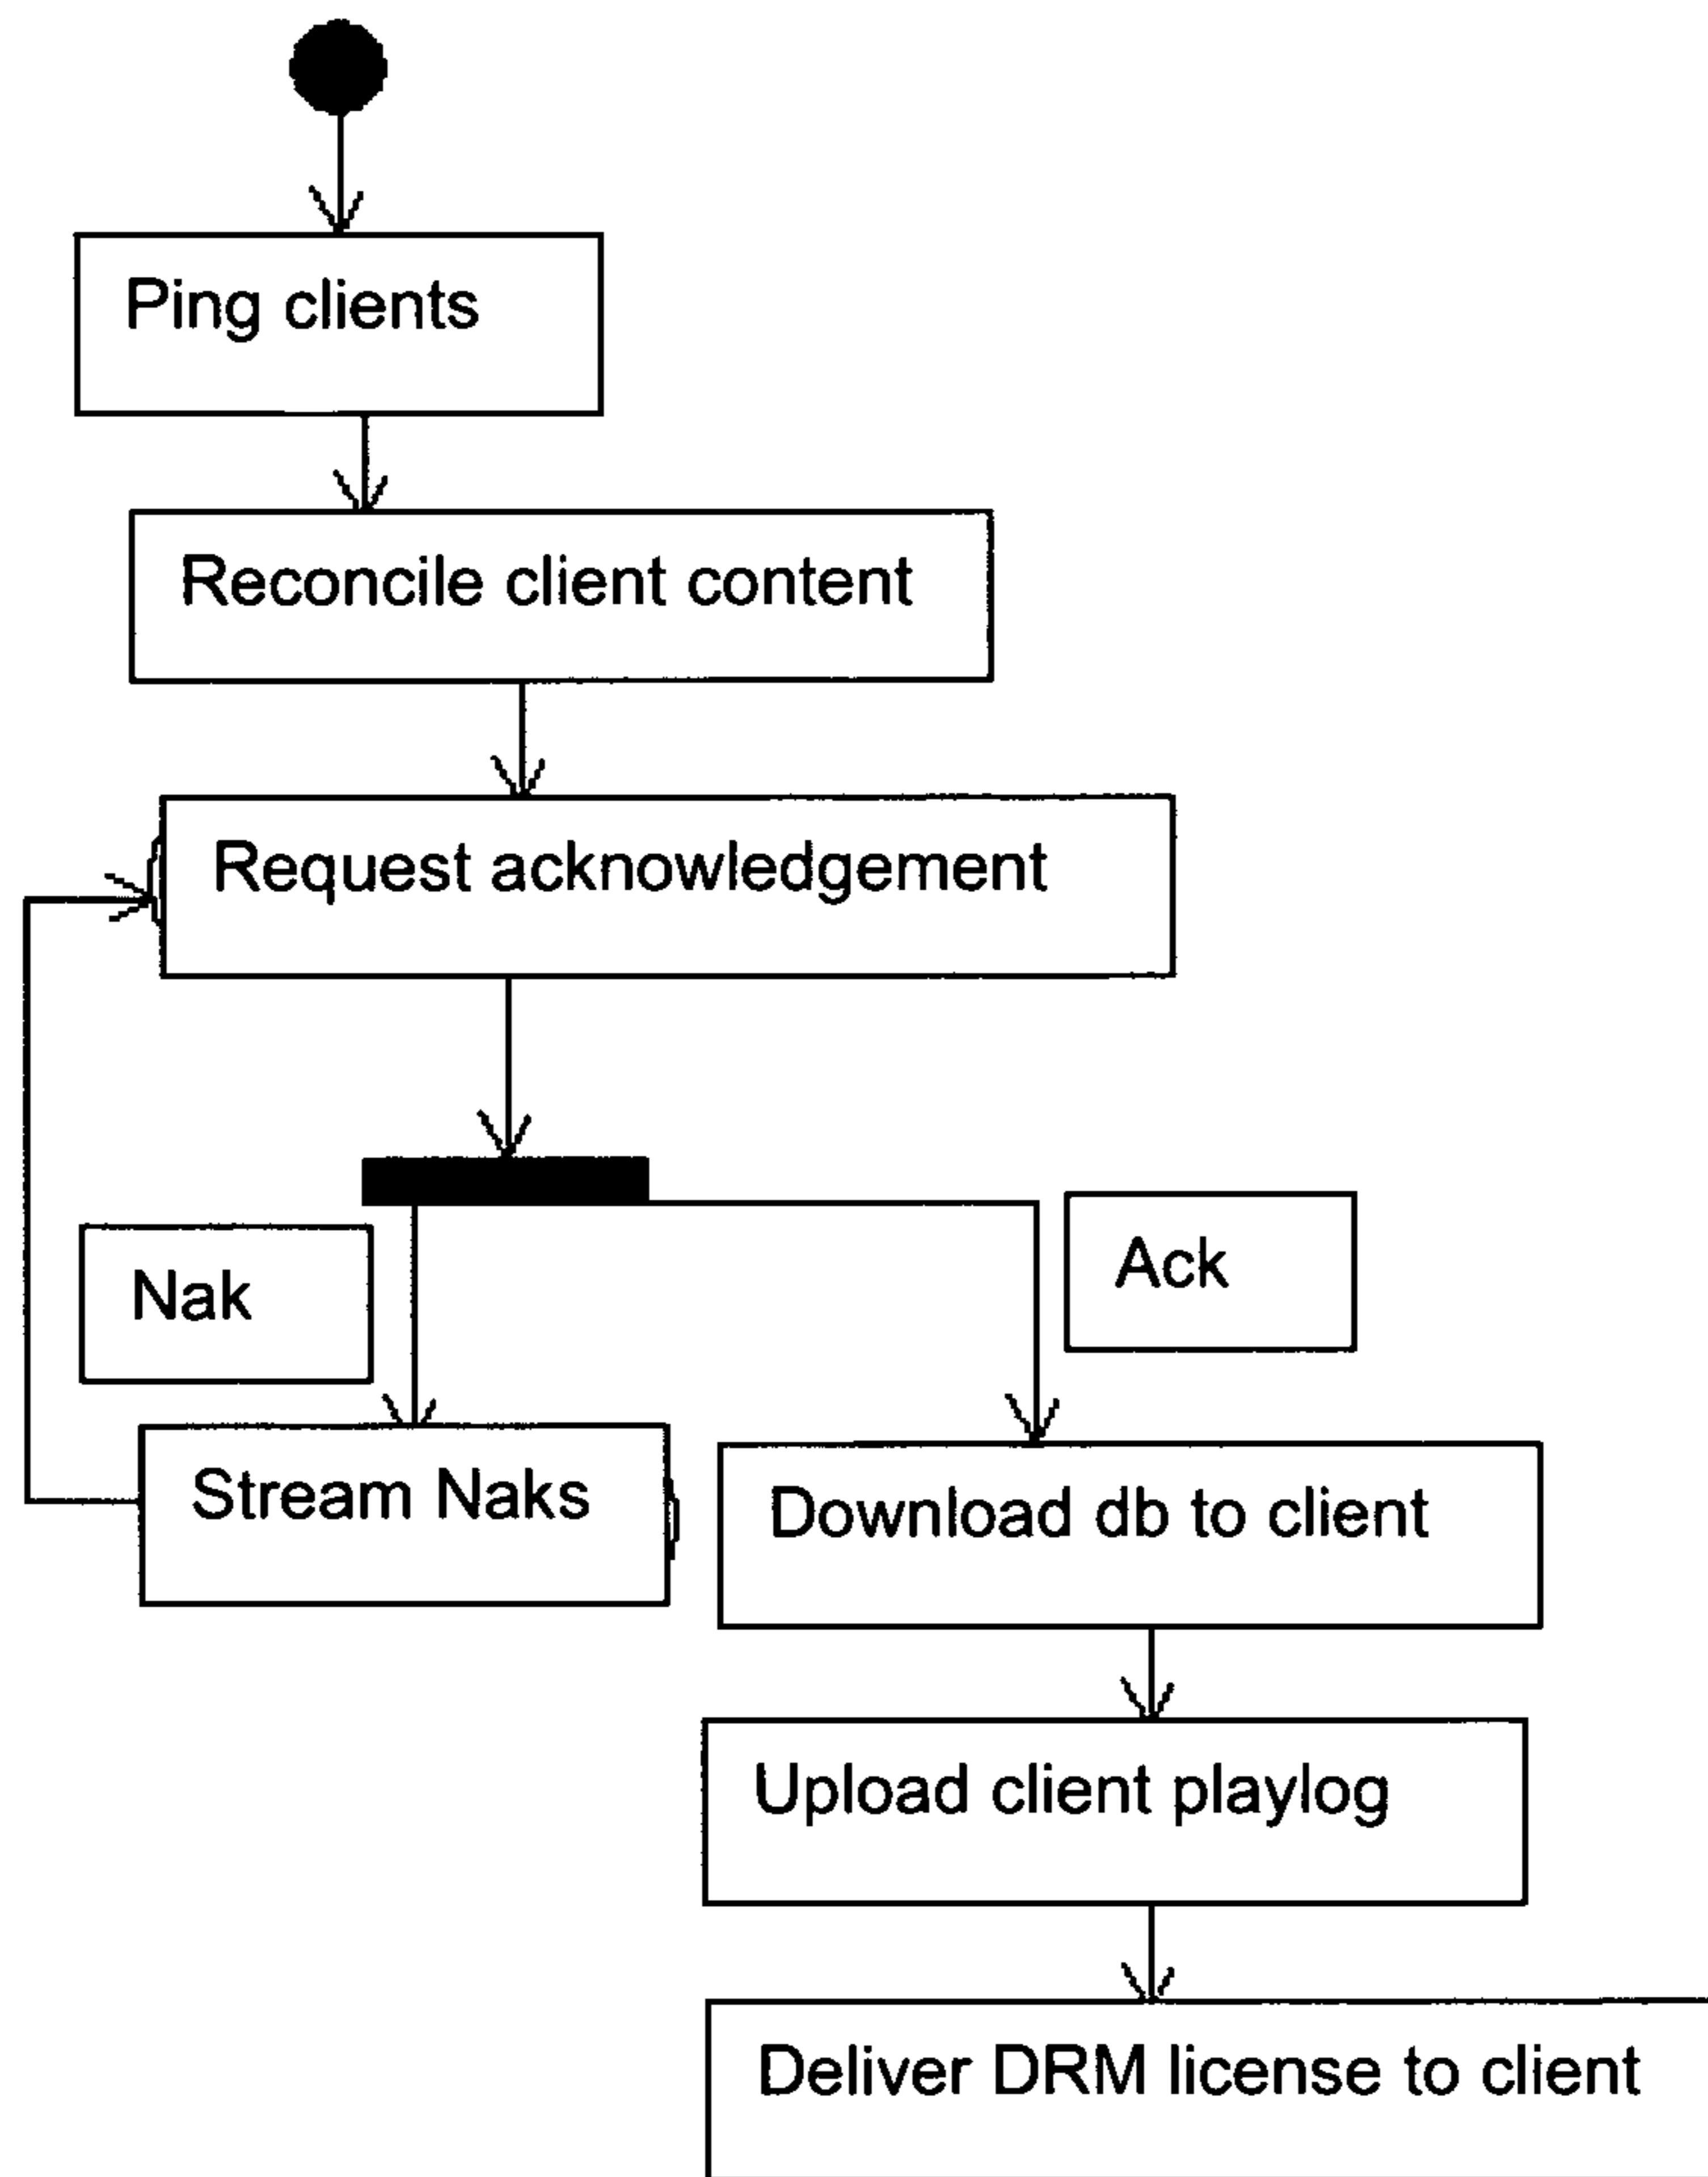 Ping clients
Reconcile client content
Request acknowledgement
Nak
Ack
Stream Naks
Download db to client
Upload client playlog
Deliver DRM license to client